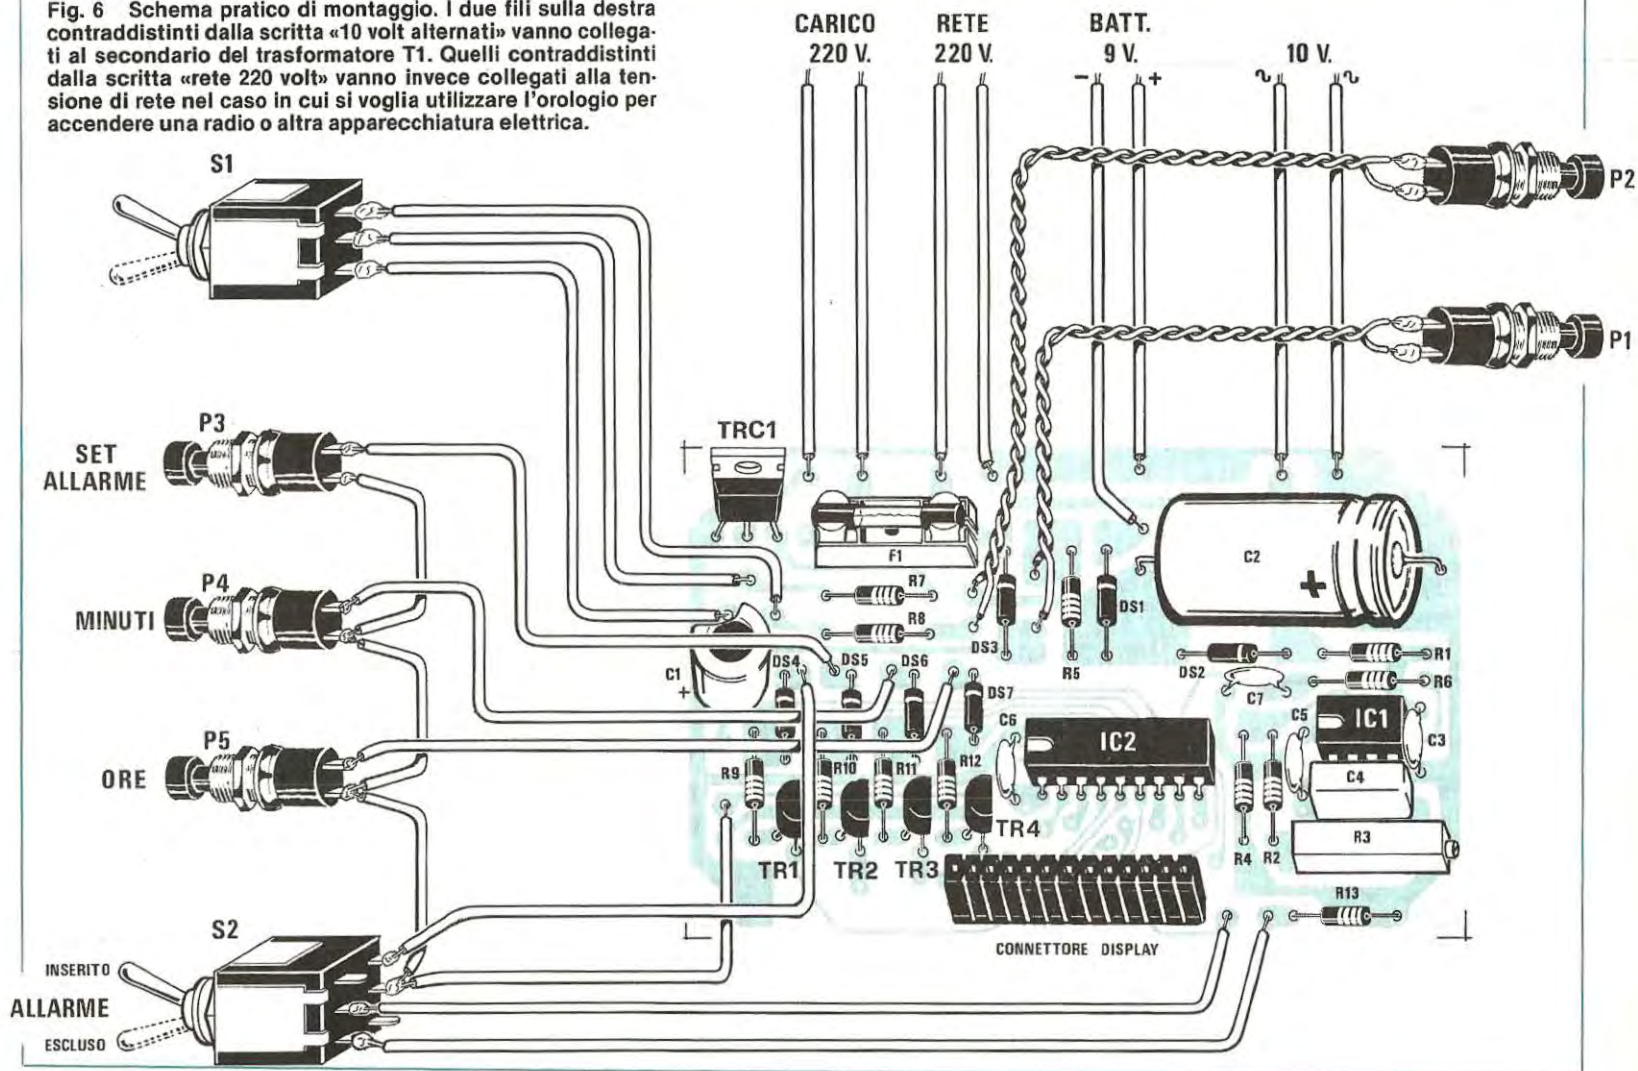 Fig. 6 Schema pratico di montaggio. I due fili sulla destra
contraddistinti dalla scritta «10 volt alternati» vanno collega-
ti al secondario del trasformatore T1. Quelli contraddistinti
dalla scritta «rete 220 volt» vanno invece collegati alla ten-
sione di rete nel caso in cui si voglia utilizzare l'orologio per
accendere una radio o altra apparecchiatura elettrica.
CARICO
220 V.
RETE
220 V.
BATT.
9 V.
- +
10 V.
∿ ∿
S1
P2
P1
P3
SET
ALLARME
TRC1
F1
C2
+
P4
MINUTI
R7
R8
DS3
R5
DS1
DS2
R1
R6
C7
C1
+
DS4
DS5
DS6
DS7
C6
IC2
C5
IC1
C3
P5
ORE
R9
R10
R11
R12
C4
R3
TR1
TR2
TR3
TR4
R4
R2
R13
CONNETTORE DISPLAY
S2
INSERITO
ALLARME
ESCLUSO